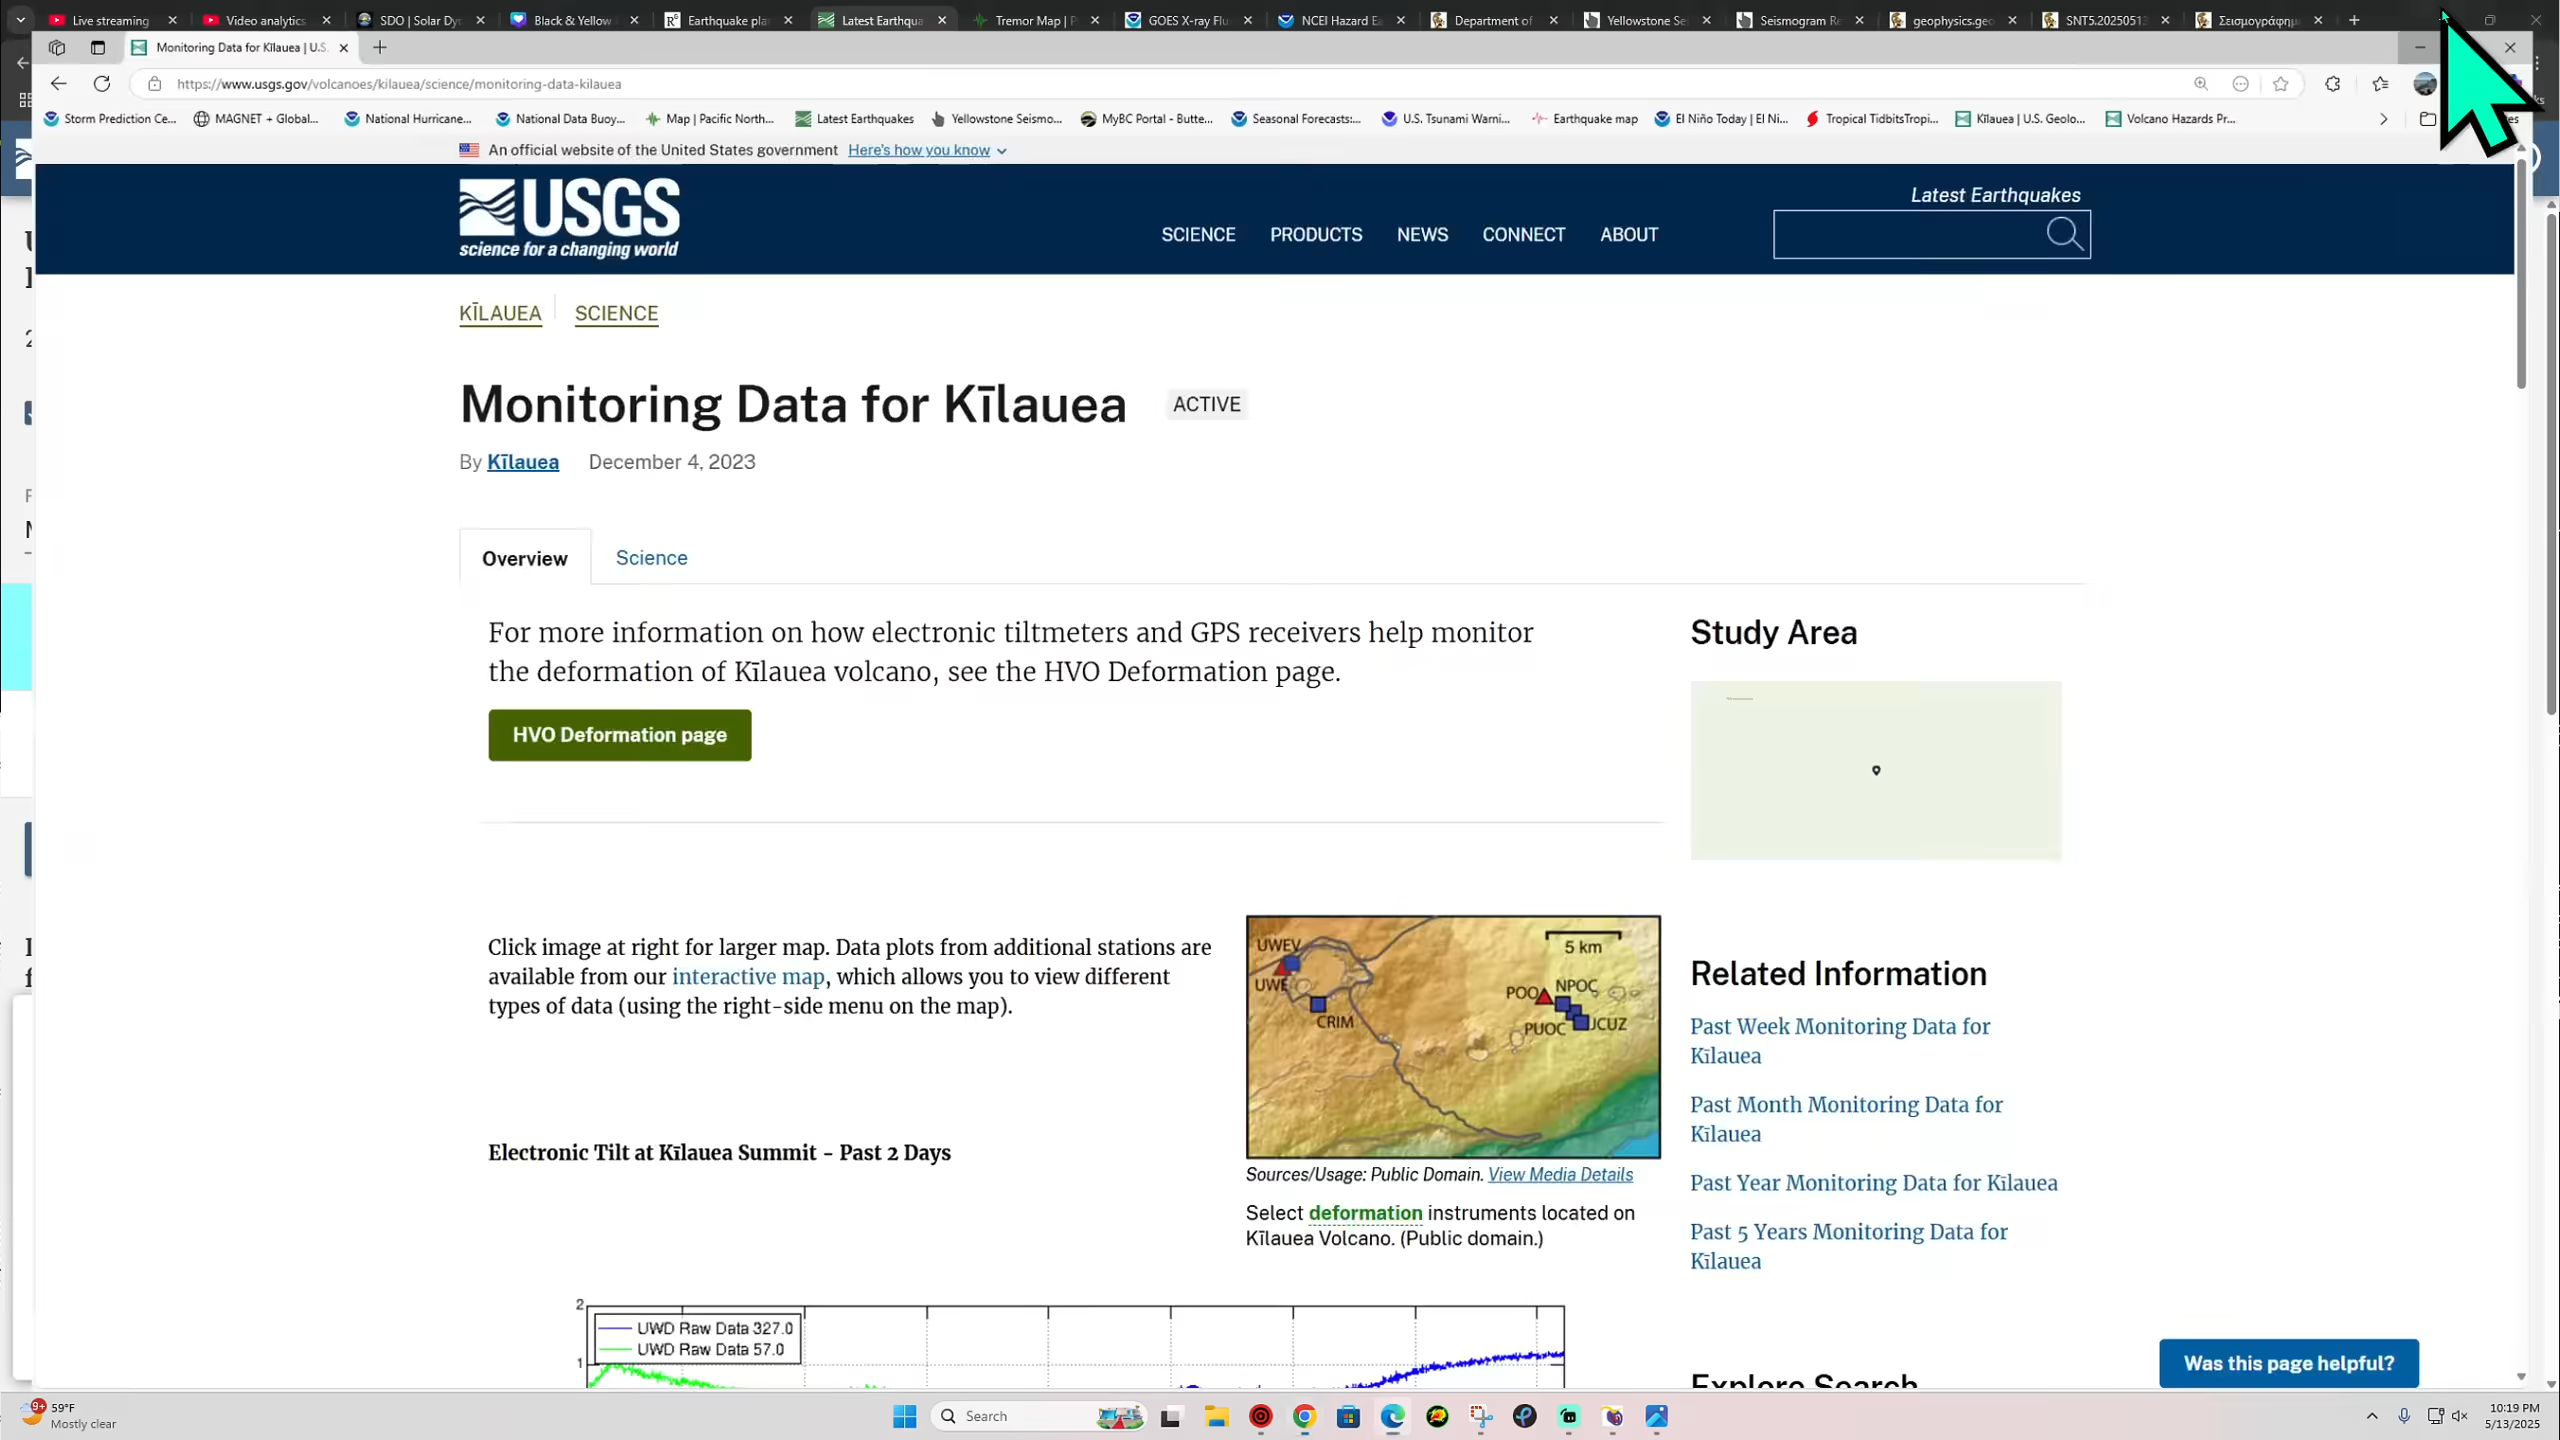 Live streaming
Video analytics
SDO | Solar Dy
Black & Yellow
Earthquake pla
Latest Earthqua
Tremor Map | P
GOES X-ray Flu
NCEI Hazard Ea
Department of
Yellowstone Se
Seismogram Re
geophysics.geo
SNT5.20250513
Σεισμογράφημ
Monitoring Data for Kīlauea | U.S.
https://www.usgs.gov/volcanoes/kilauea/science/monitoring-data-kilauea
Storm Prediction Ce...
MAGNET + Global...
National Hurricane...
National Data Buoy...
Map | Pacific North...
Latest Earthquakes
Yellowstone Seismo...
MyBC Portal - Butte...
Seasonal Forecasts:...
U.S. Tsunami Warni...
Earthquake map
El Niño Today | El Ni...
Tropical TidbitsTropi...
Kīlauea | U.S. Geolo...
Volcano Hazards Pr...
An official website of the United States government Here's how you know
USGS
science for a changing world
SCIENCE PRODUCTS NEWS CONNECT ABOUT
Latest Earthquakes
KĪLAUEA SCIENCE
Monitoring Data for Kīlauea ACTIVE
By Kīlauea December 4, 2023
Overview Science
For more information on how electronic tiltmeters and GPS receivers help monitor
the deformation of Kīlauea volcano, see the HVO Deformation page.
HVO Deformation page
Study Area
Click image at right for larger map. Data plots from additional stations are
available from our interactive map, which allows you to view different
types of data (using the right-side menu on the map).
UWEV
UWE
CRIM
5 km
POO NPOC
PUOC JCUZ
Sources/Usage: Public Domain. View Media Details
Select deformation instruments located on
Kīlauea Volcano. (Public domain.)
Electronic Tilt at Kīlauea Summit - Past 2 Days
2
UWD Raw Data 327.0
UWD Raw Data 57.0
1
Related Information
Past Week Monitoring Data for
Kīlauea
Past Month Monitoring Data for
Kīlauea
Past Year Monitoring Data for Kīlauea
Past 5 Years Monitoring Data for
Kīlauea
Explore Search
Was this page helpful?
9+
59°F
Mostly clear
Search
10:19 PM
5/13/2025